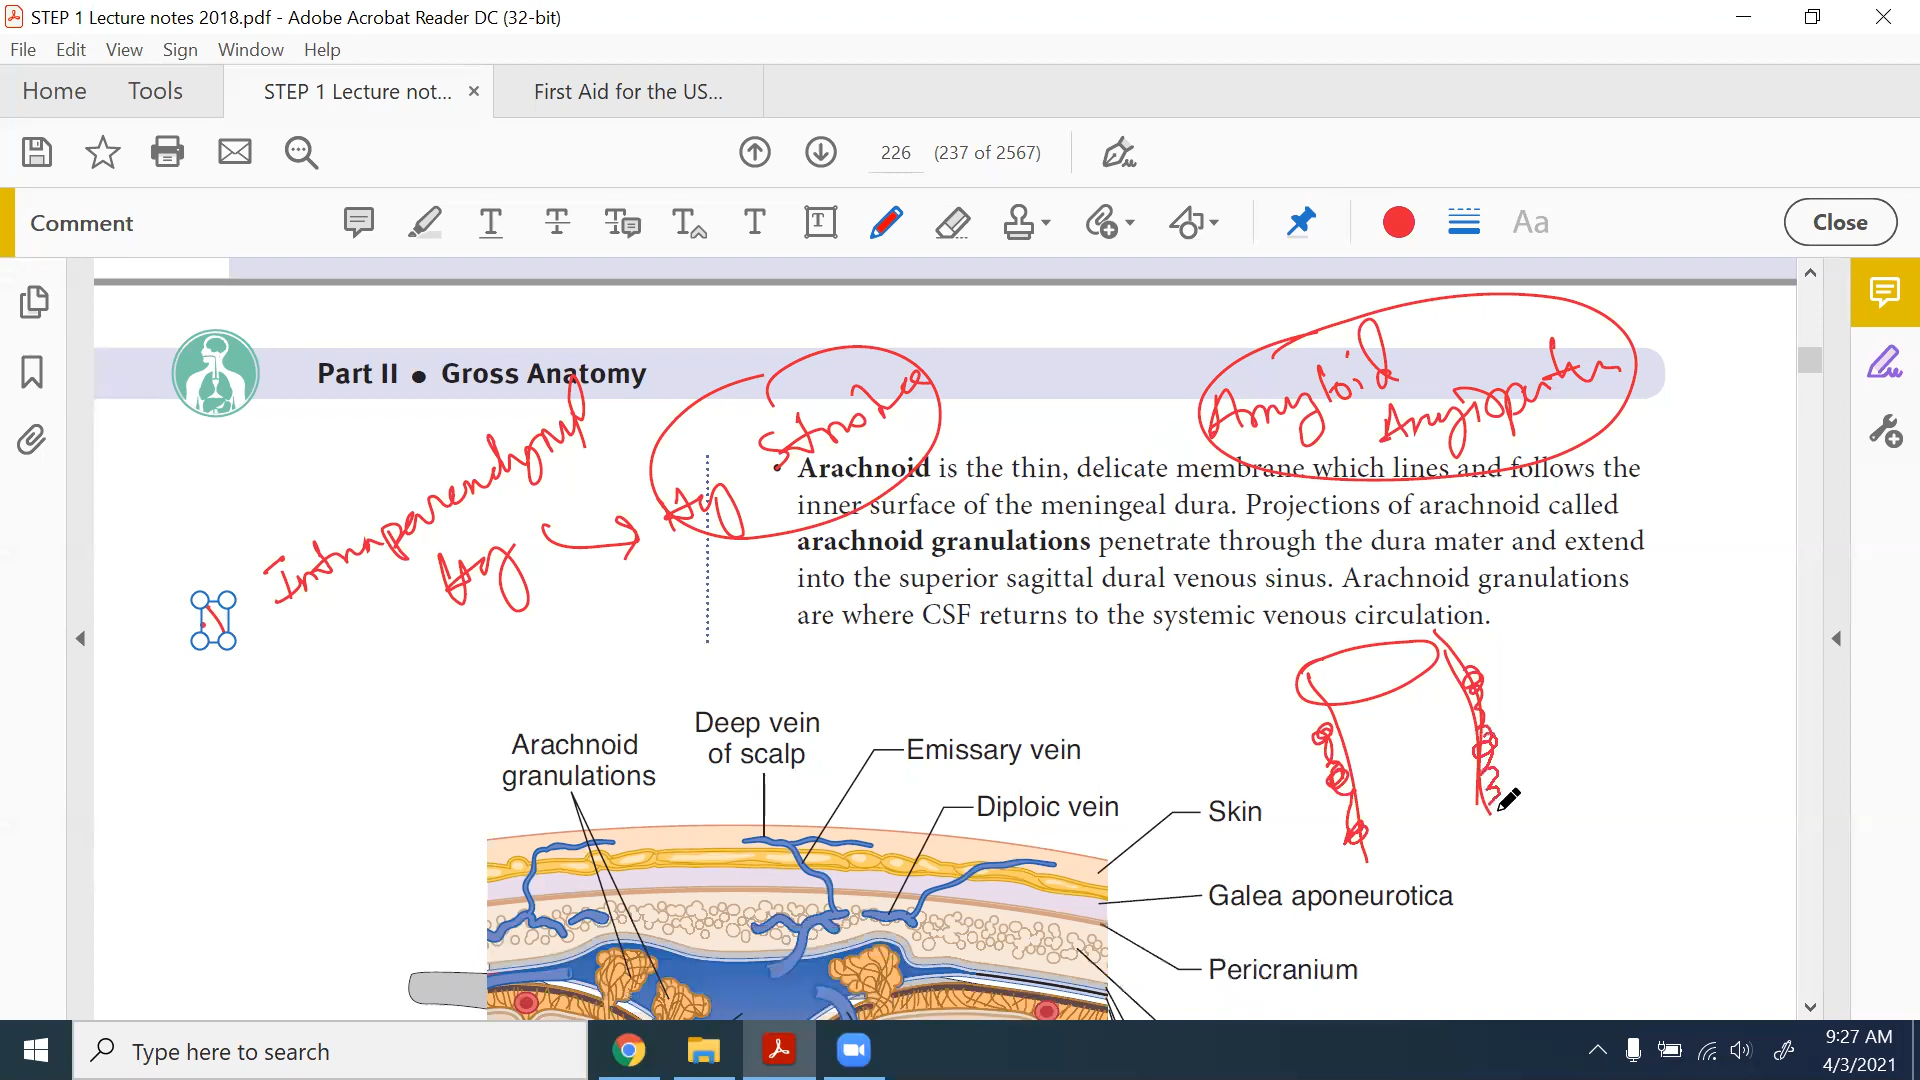 STEP 1 Lecture notes 2018.pdf - Adobe Acrobat Reader DC (32-bit)
File Edit View Sign Window Help
Home Tools STEP 1 Lecture not... × First Aid for the US...
226 (237 of 2567)
Comment T T T T T T Aa Close
Part II ● Gross Anatomy
Amyloid
Stroke
Intraparenchymal
Hg → Hg
• Arachnoid is the thin, delicate membrane which lines and follows the
inner surface of the meningeal dura. Projections of arachnoid called
arachnoid granulations penetrate through the dura mater and extend
into the superior sagittal dural venous sinus. Arachnoid granulations
are where CSF returns to the systemic venous circulation.
Arachnoid
granulations
Deep vein
of scalp
Emissary vein
Diploic vein
Skin
Galea aponeurotica
Pericranium
Type here to search
9:27 AM
4/3/2021